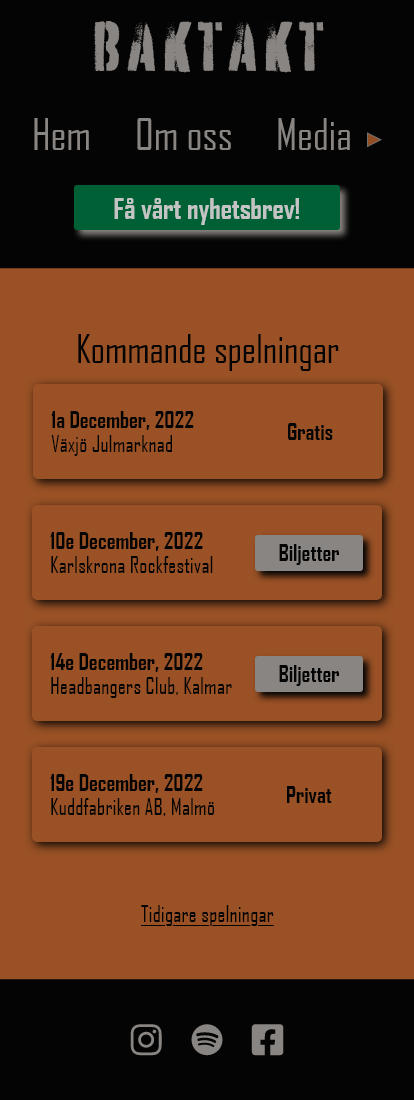 BAKTAKT
Hem Om oss Media
Få vårt nyhetsbrev!
Kommande spelningar
1a December, 2022
Växjö Julmarknad
Gratis
10e December, 2022
Karlskrona Rockfestival
Biljetter
14e December, 2022
Headbangers Club, Kalmar
Biljetter
19e December, 2022
Kuddfabriken AB, Malmö
Privat
Tidigare spelningar